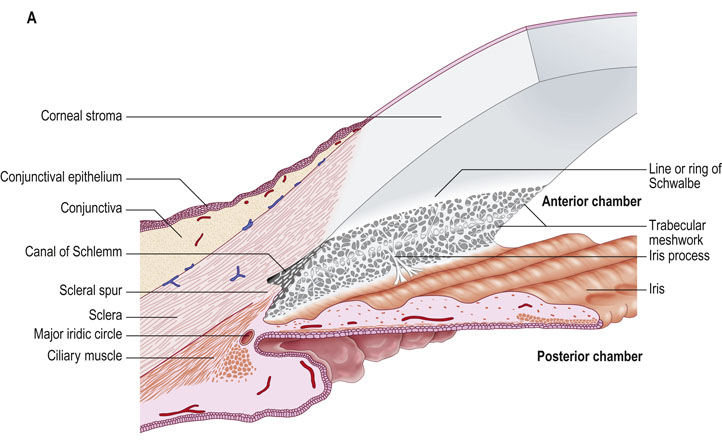 A
Corneal stroma
Conjunctival epithelium
Conjunctiva
Canal of Schlemm
Scleral spur
Sclera
Major iridic circle
Ciliary muscle
Line or ring of
Schwalbe
Anterior chamber
Trabecular
meshwork
Iris process
Iris
Posterior chamber